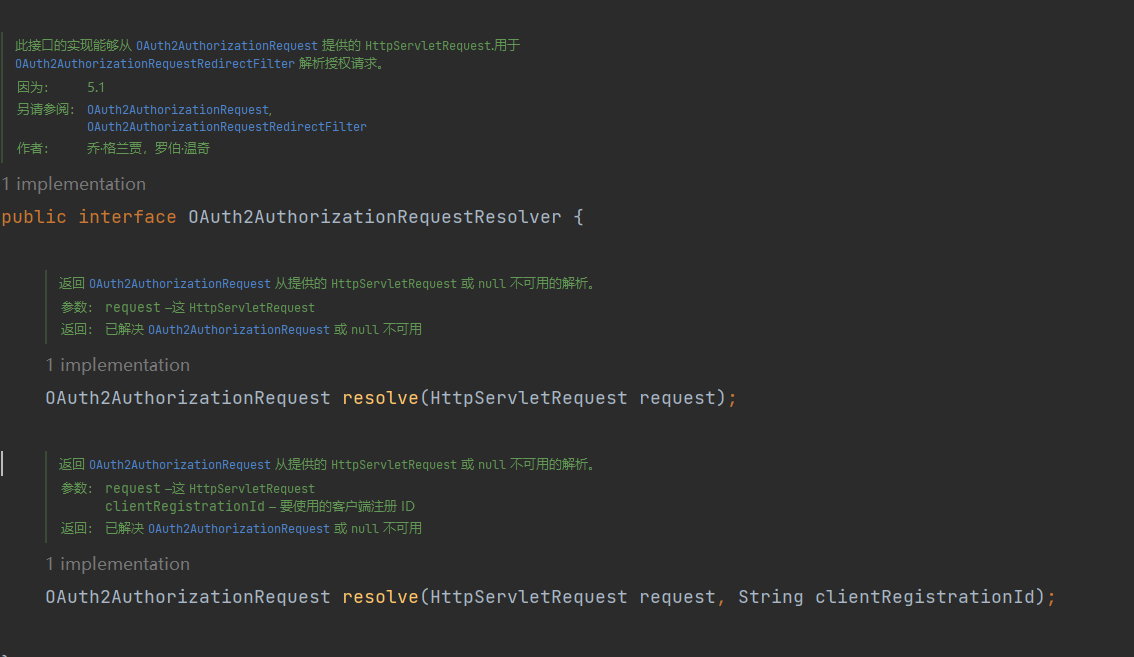 此接口的实现能够从 OAuth2AuthorizationRequest 提供的 HttpServletRequest.用于
OAuth2AuthorizationRequestRedirectFilter 解析授权请求。
因为： 5.1
另请参阅： OAuth2AuthorizationRequest,
OAuth2AuthorizationRequestRedirectFilter
作者： 乔·格兰贾，罗伯·温奇
1 implementation
public interface OAuth2AuthorizationRequestResolver {
返回 OAuth2AuthorizationRequest 从提供的 HttpServletRequest 或 null 不可用的解析。
参数： request –这 HttpServletRequest
返回： 已解决 OAuth2AuthorizationRequest 或 null 不可用
1 implementation
OAuth2AuthorizationRequest resolve(HttpServletRequest request);
返回 OAuth2AuthorizationRequest 从提供的 HttpServletRequest 或 null 不可用的解析。
参数： request –这 HttpServletRequest
clientRegistrationId – 要使用的客户端注册 ID
返回： 已解决 OAuth2AuthorizationRequest 或 null 不可用
1 implementation
OAuth2AuthorizationRequest resolve(HttpServletRequest request, String clientRegistrationId);